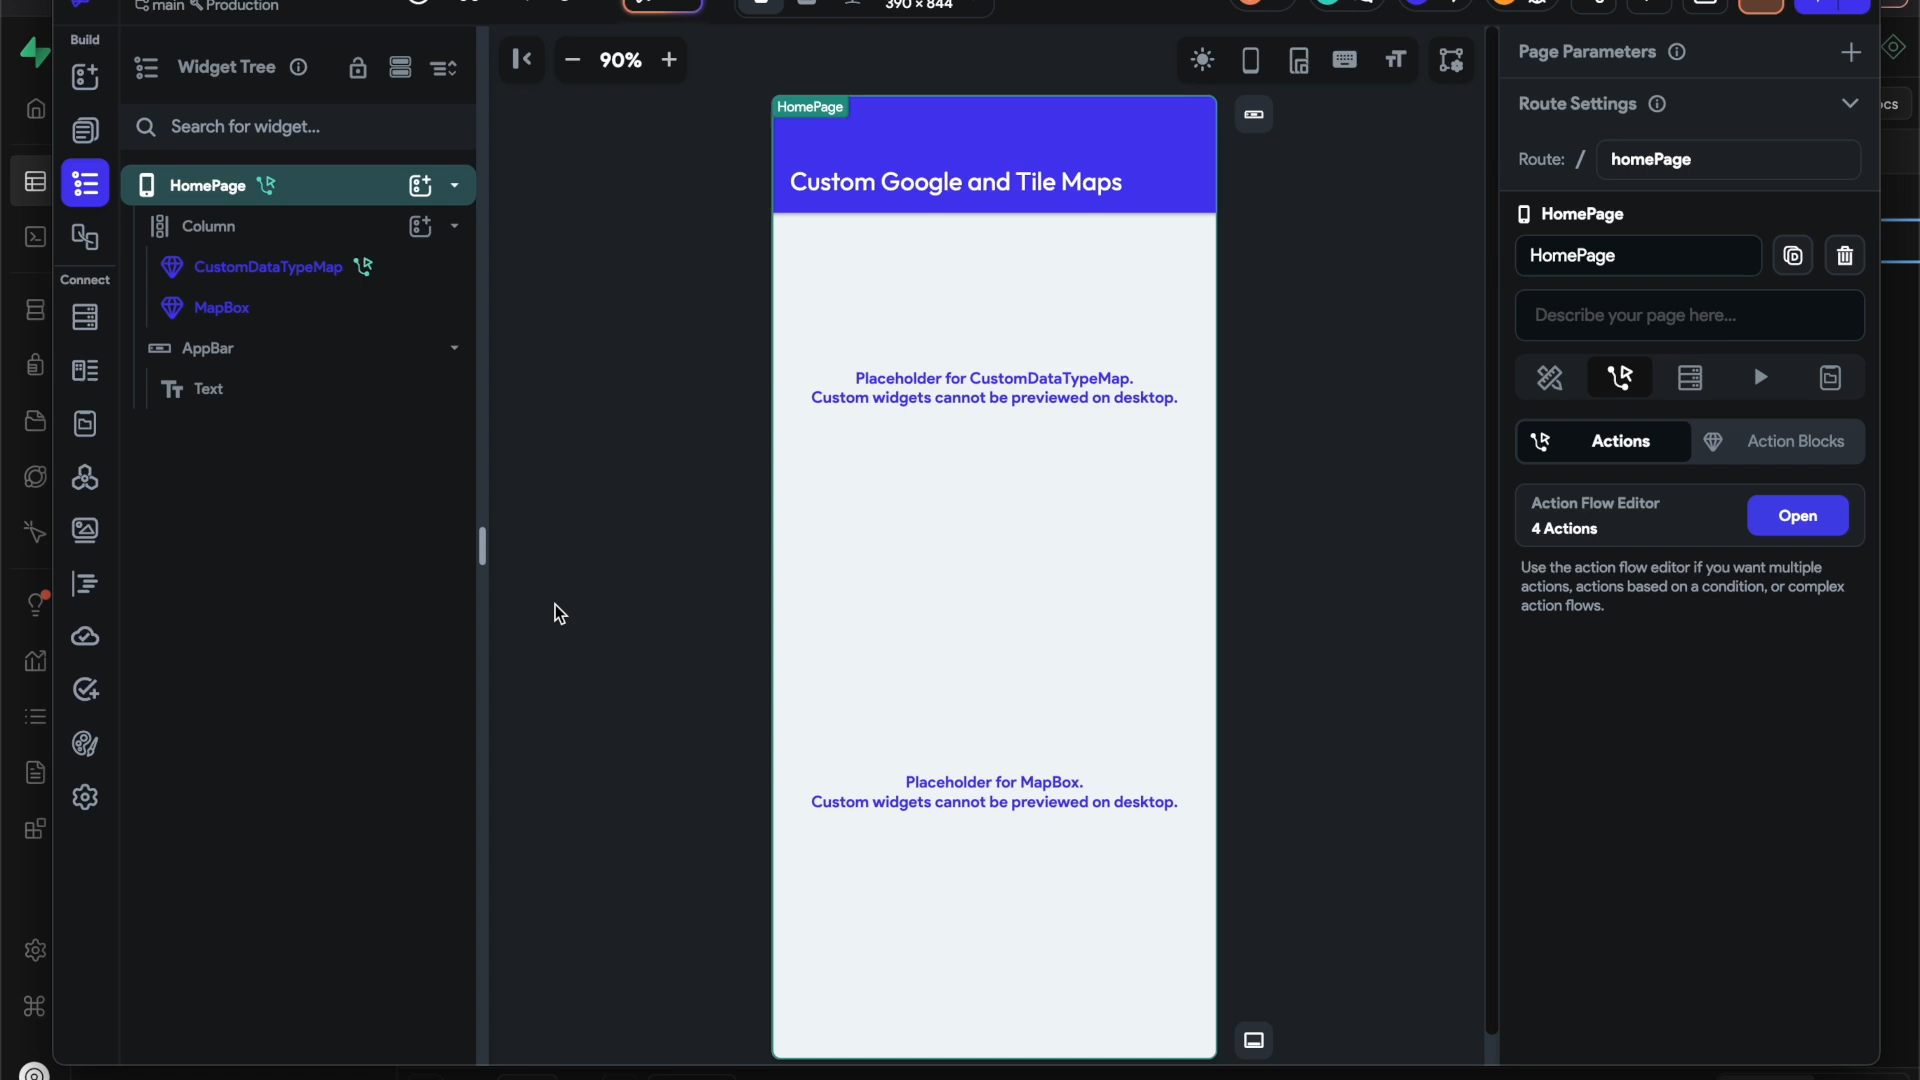 main Production
390 × 844
Build
Widget Tree
90%
Page Parameters
Search for widget...
HomePage
Route Settings
Route: / homePage
HomePage
Column
CustomDataTypeMap
MapBox
AppBar
Text
Connect
Custom Google and Tile Maps
Placeholder for CustomDataTypeMap.
Custom widgets cannot be previewed on desktop.
Placeholder for MapBox.
Custom widgets cannot be previewed on desktop.
HomePage
HomePage
Describe your page here...
Actions
Action Blocks
Action Flow Editor
4 Actions
Open
Use the action flow editor if you want multiple
actions, actions based on a condition, or complex
action flows.